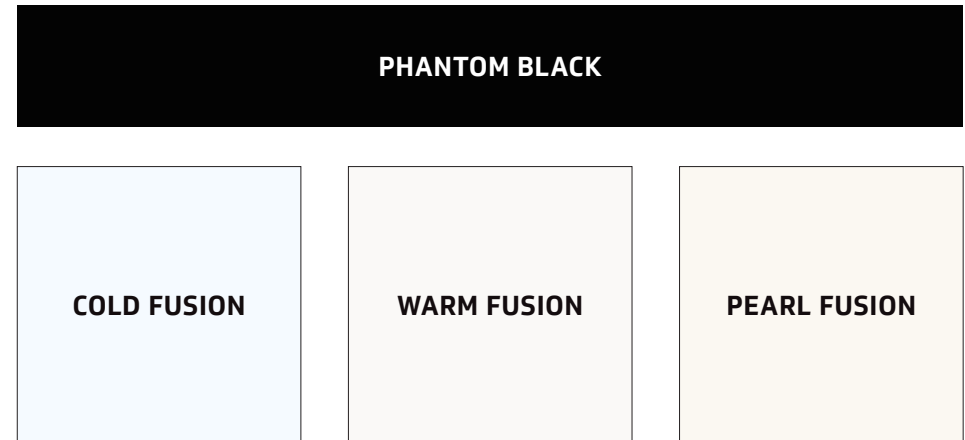 PHANTOM BLACK
COLD FUSION
WARM FUSION
PEARL FUSION